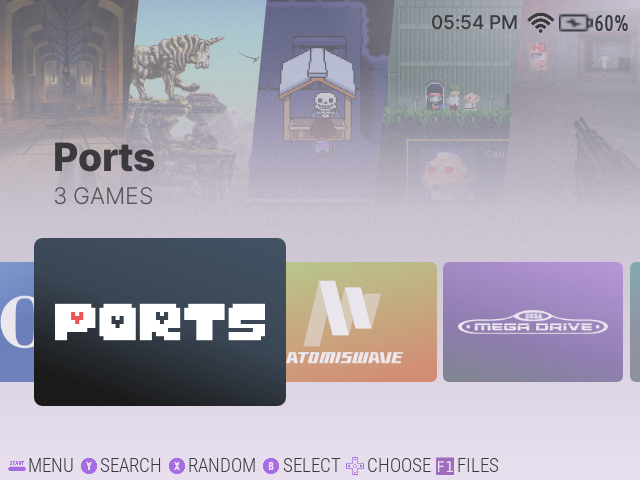 05:54 PM 60%
Ports
3 GAMES
PORTS
ATOMISWAVE
SEGA
MEGA DRIVE
START MENU Y SEARCH X RANDOM B SELECT CHOOSE F1 FILES